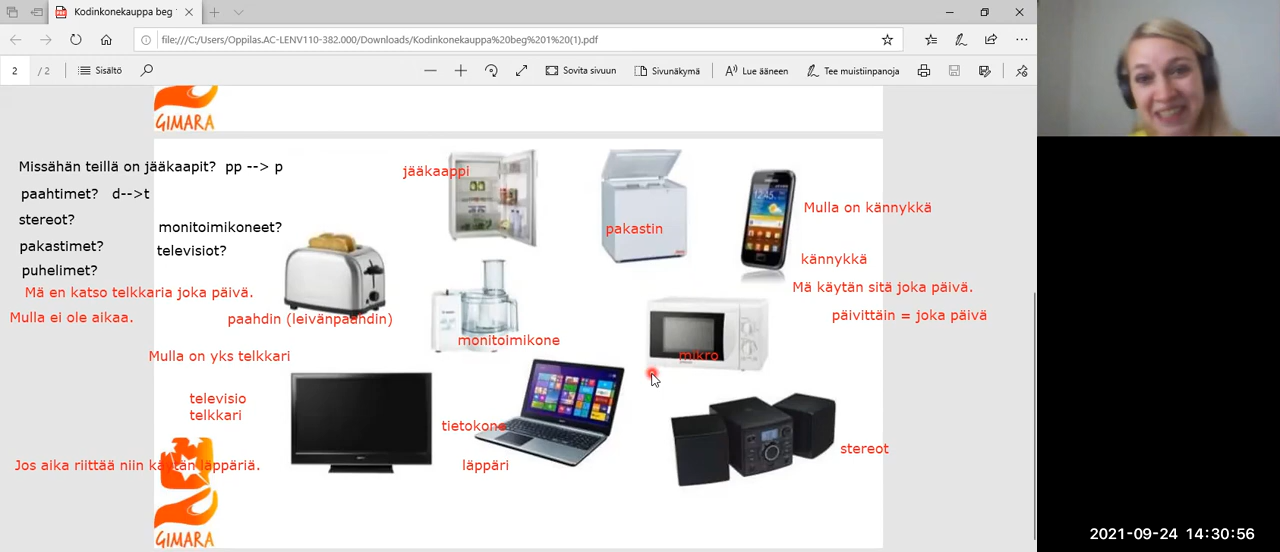 Kodinkonekauppa beg
file:///C:/Users/Oppilas.AC-LENV110-382.000/Downloads/Kodinkonekauppa%20beg%201%20(1).pdf
2 / 2 Sisältö Sovita sivuun Sivunäkymä Lue ääneen Tee muistiinpanoja
GIMARA
Missähän teillä on jääkaapit? pp --> p
paahtimet? d-->t
stereot?
pakastimet?
puhelimet?
monitoimikoneet?
televisiot?
Mä en katso telkkaria joka päivä.
Mulla ei ole aikaa.
jääkaappi
pakastin
Mulla on kännykkä
kännykkä
Mä käytän sitä joka päivä.
päivittäin = joka päivä
paahdin (leivänpaahdin)
monitoimikone
mikro
Mulla on yks telkkari
televisio
telkkari
tietokone
läppäri
stereot
Jos aika riittää niin käytän läppäriä.
GIMARA
2021-09-24 14:30:56